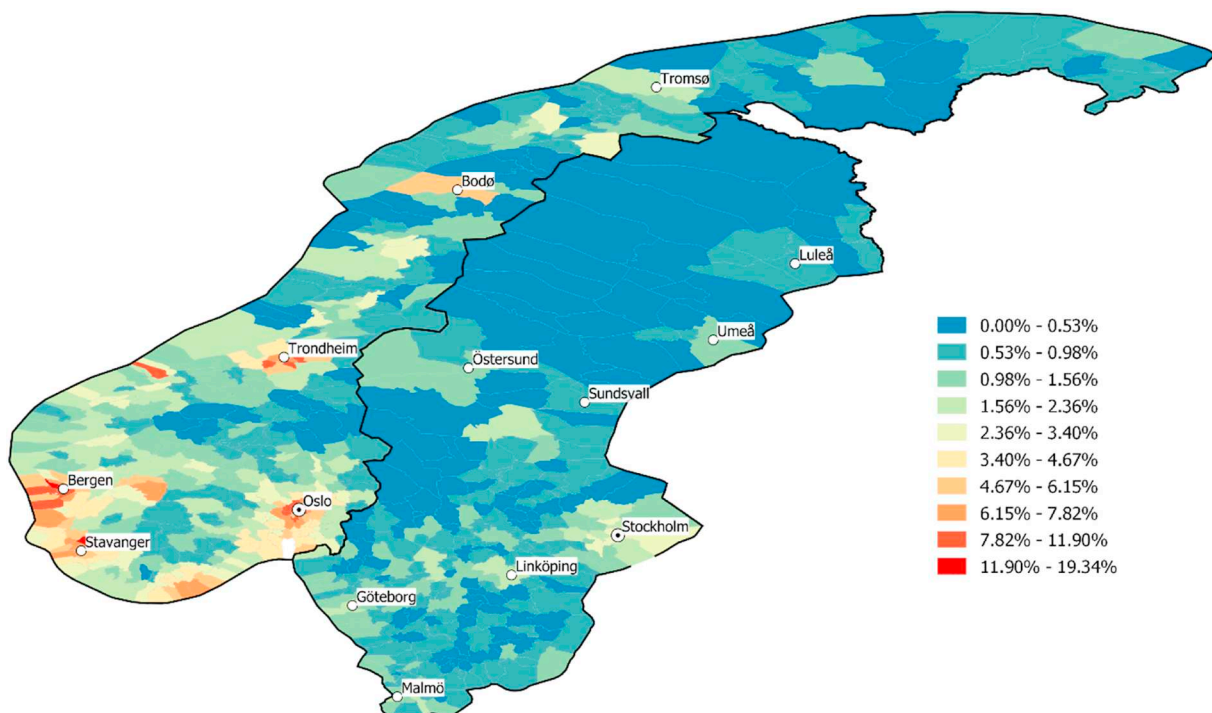 Tromsø
Bodø
Luleå
Umeå
Trondheim
Östersund
Sundsvall
Bergen
Oslo
Stavanger
Stockholm
Linköping
Göteborg
Malmö
0.00% - 0.53%
0.53% - 0.98%
0.98% - 1.56%
1.56% - 2.36%
2.36% - 3.40%
3.40% - 4.67%
4.67% - 6.15%
6.15% - 7.82%
7.82% - 11.90%
11.90% - 19.34%